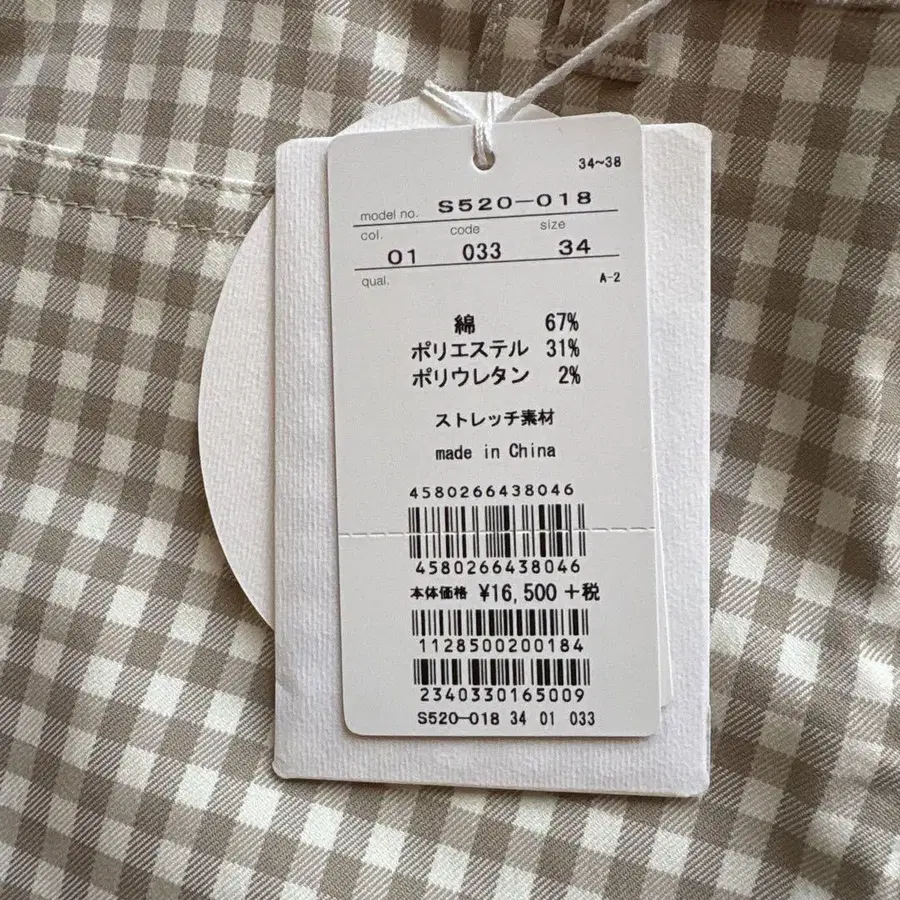 34~38
model no. S520-018
col. code size
01 033 34
qual. A-2
綿 67%
ポリエステル 31%
ポリウレタン 2%
ストレッチ素材
made in China
4580266438046
4580266438046
本体価格 ¥16,500+税
1128500200184
2340330165009
S520-018 34 01 033